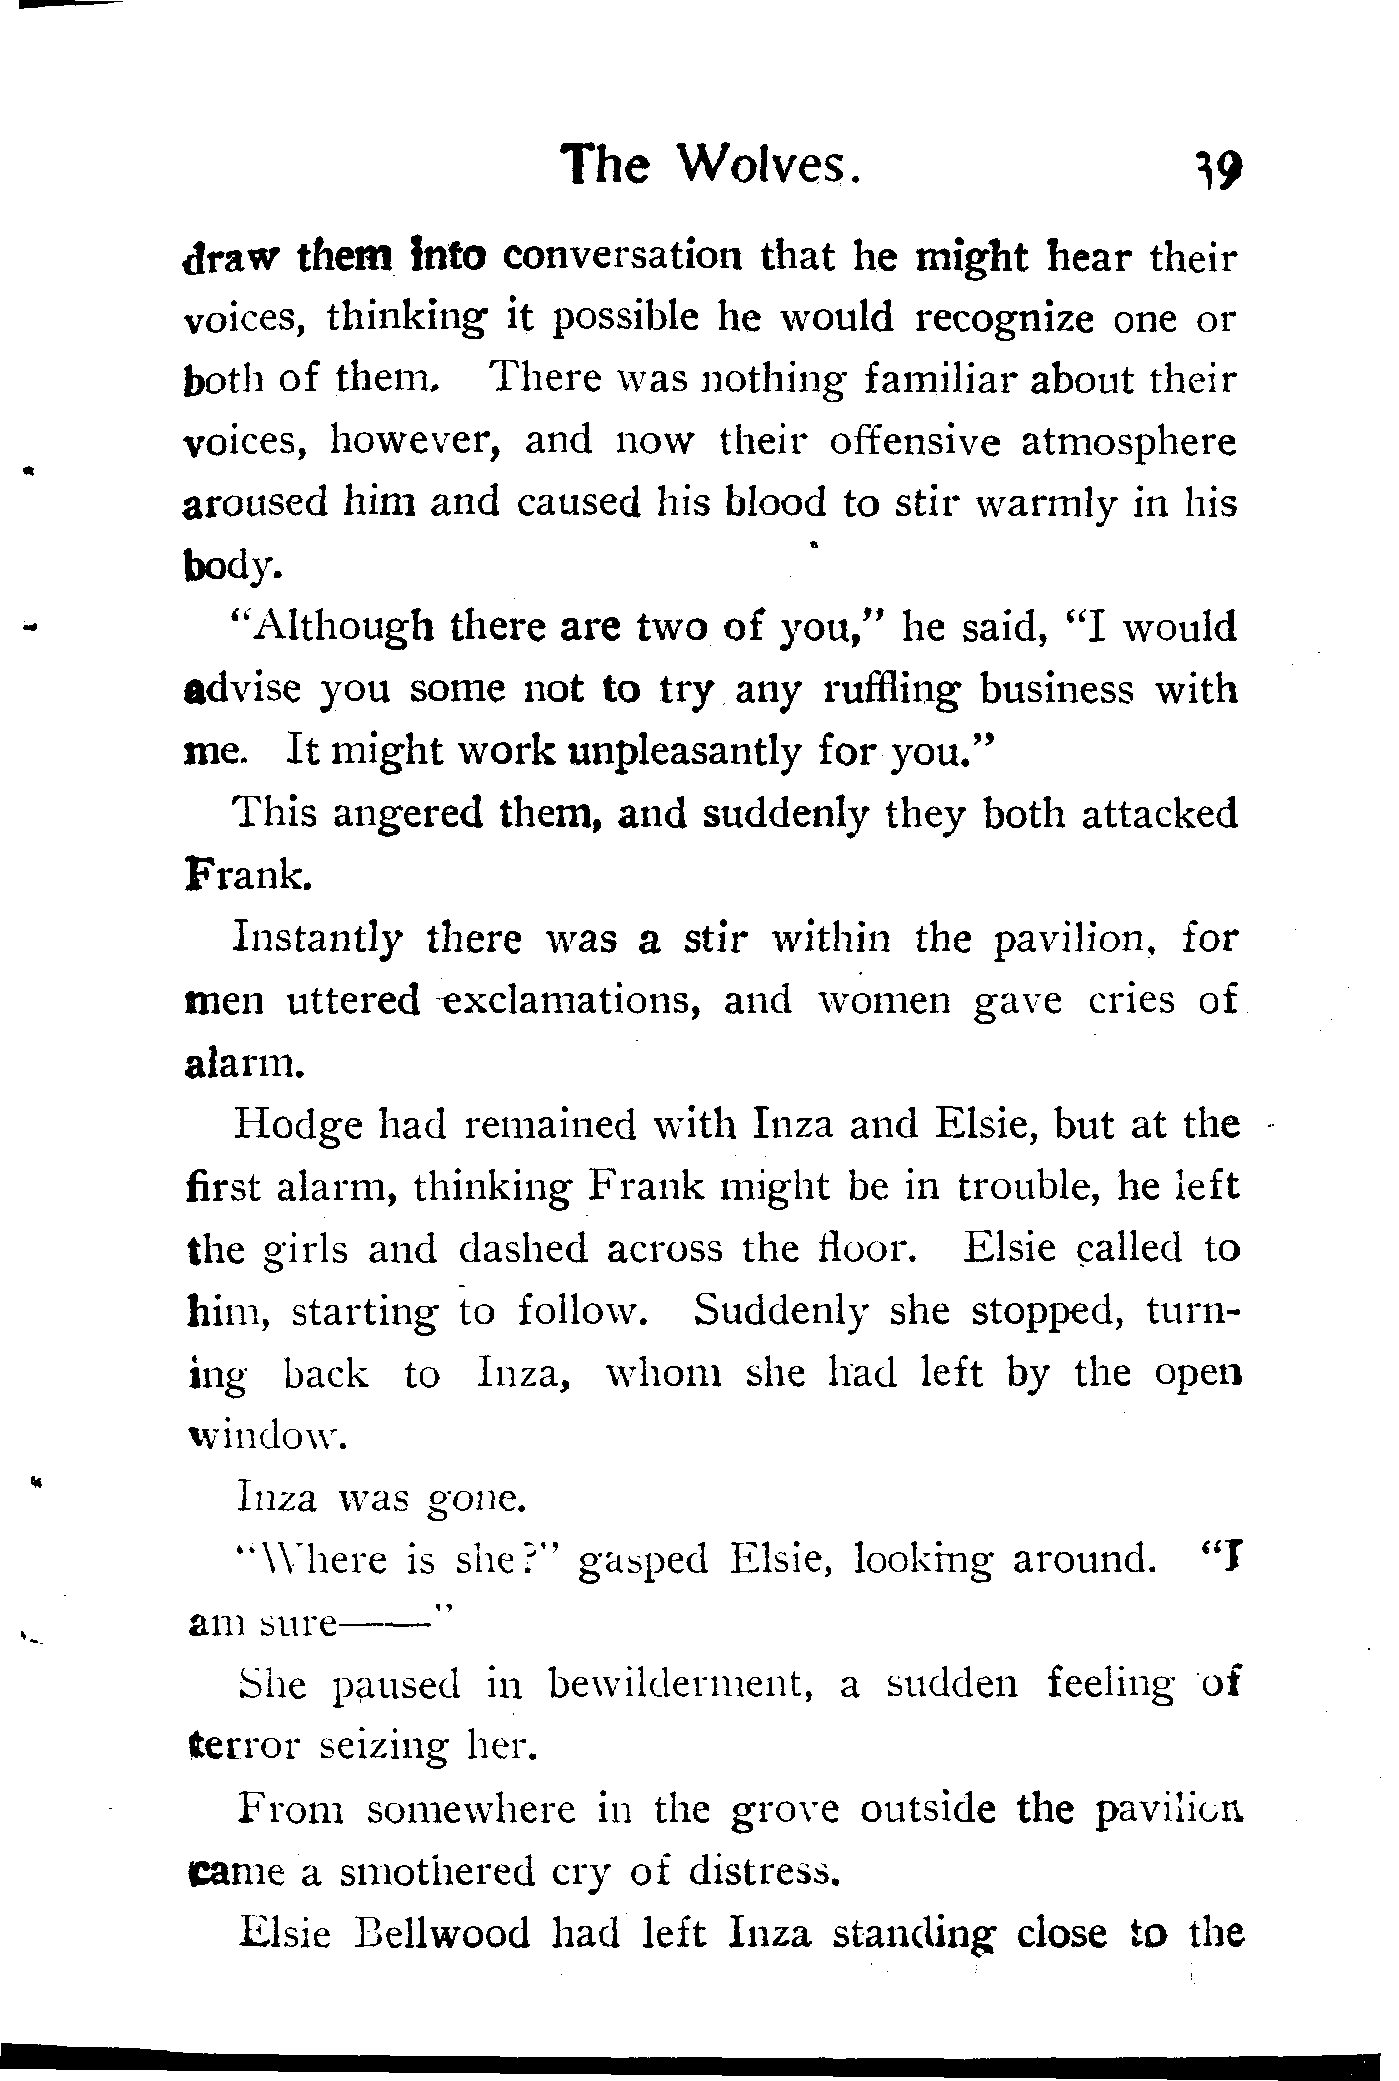 The Wolves. 39
draw them into conversation that he might hear their
voices, thinking it possible he would recognize one or
both of them. There was nothing familiar about their
voices, however, and now their offensive atmosphere
aroused him and caused his blood to stir warmly in his
body.
"Although there are two of you," he said, "I would
advise you some not to try any ruffling business with
me. It might work unpleasantly for you."
This angered them, and suddenly they both attacked
Frank.
Instantly there was a stir within the pavilion, for
men uttered exclamations, and women gave cries of
alarm.
Hodge had remained with Inza and Elsie, but at the
first alarm, thinking Frank might be in trouble, he left
the girls and dashed across the floor. Elsie called to
him, starting to follow. Suddenly she stopped, turn-
ing back to Inza, whom she had left by the open
window.
Inza was gone.
"Where is she?" gasped Elsie, looking around. "I
am sure——"
She paused in bewilderment, a sudden feeling of
terror seizing her.
From somewhere in the grove outside the pavilion
came a smothered cry of distress.
Elsie Bellwood had left Inza standing close to the